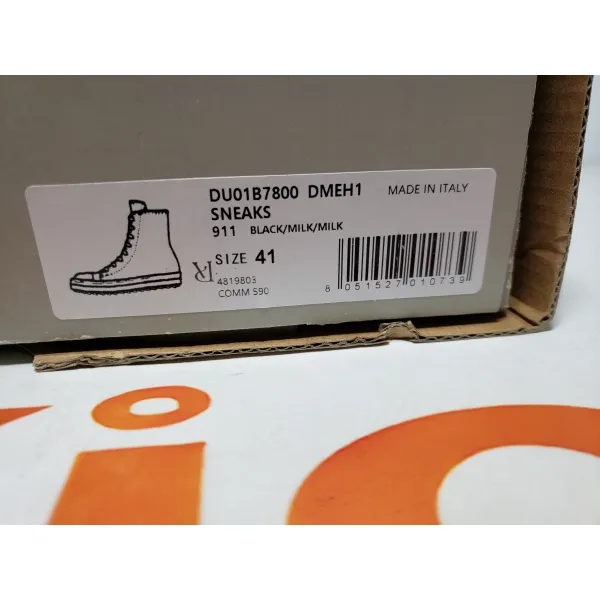 DU01B7800 DMEH1 MADE IN ITALY
SNEAKS
911 BLACK/MILK/MILK
SIZE 41
4819803
COMM S90
8 051527 010739